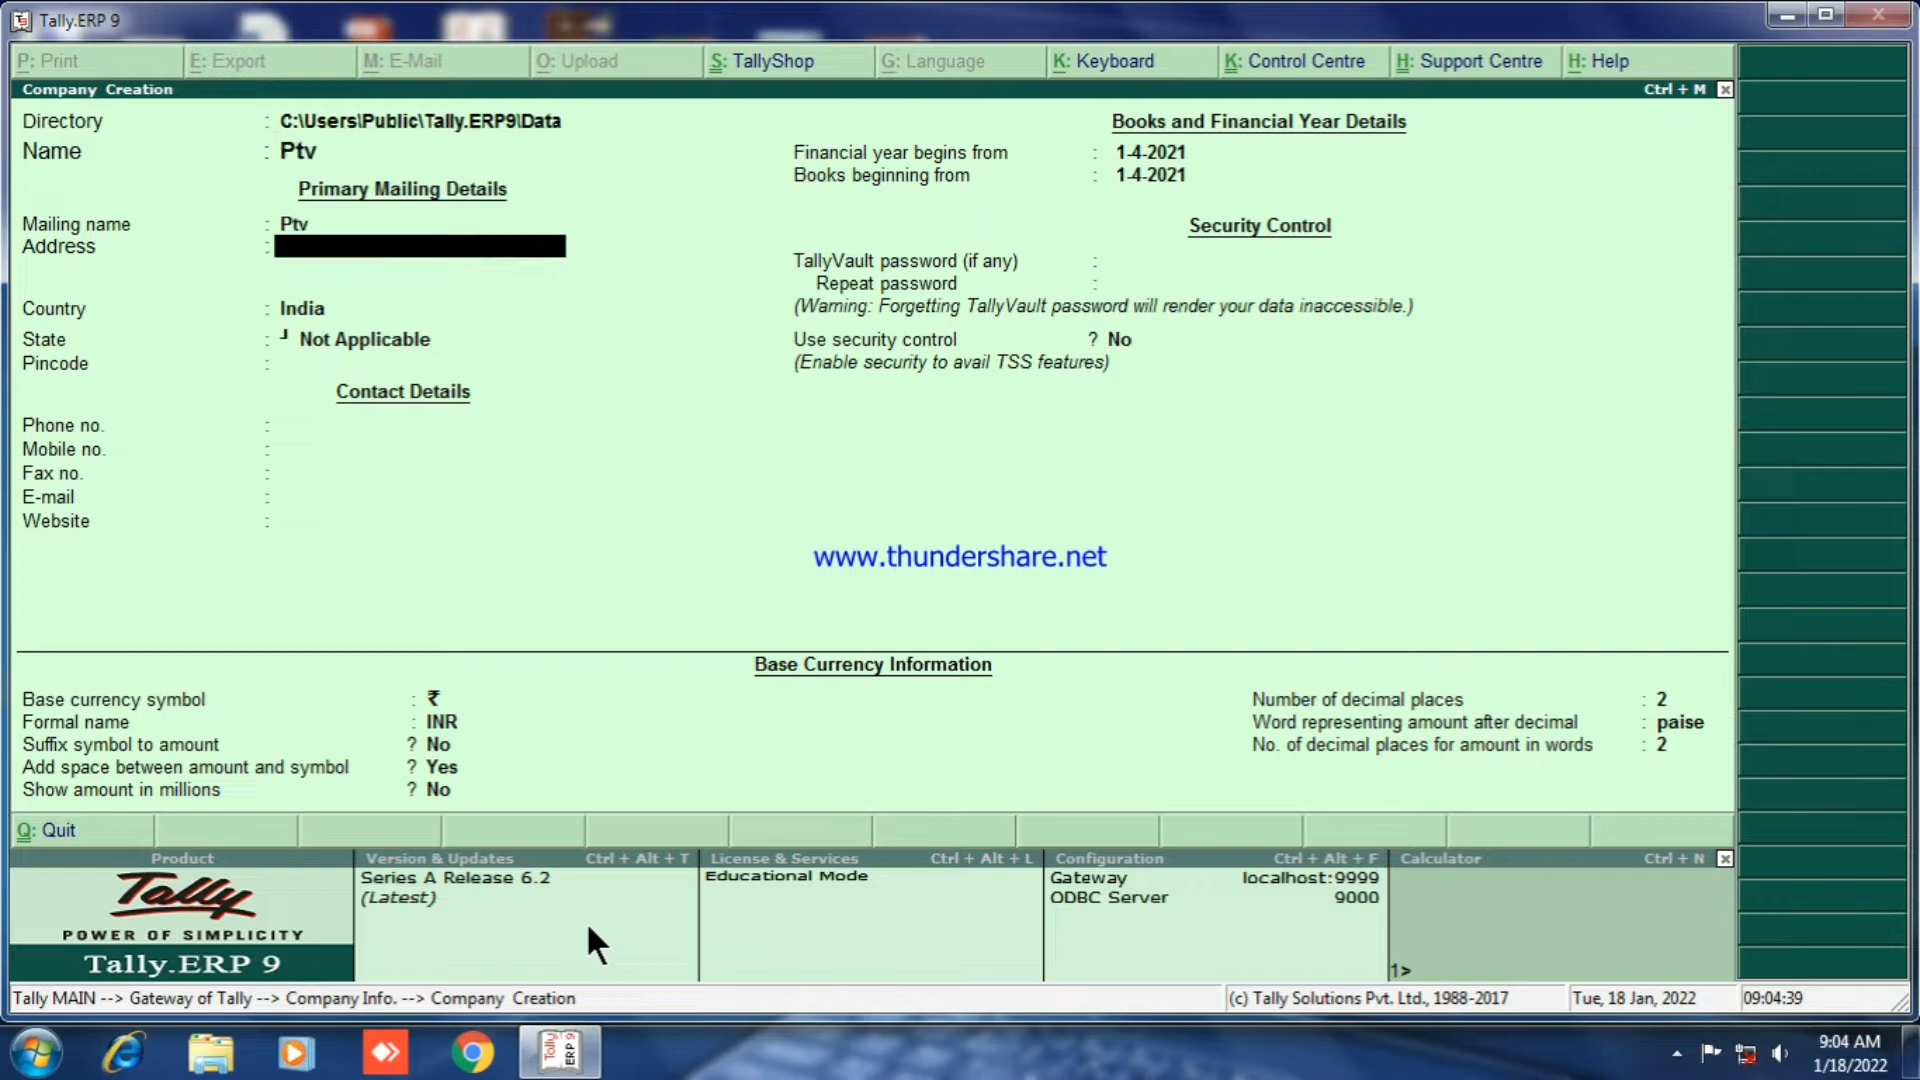 Tally.ERP 9
P: Print
E: Export
M: E-Mail
O: Upload
S: TallyShop
G: Language
K: Keyboard
K: Control Centre
H: Support Centre
H: Help
Company Creation
Ctrl + M
Directory : C:\Users\Public\Tally.ERP9\Data
Name : Ptv
Primary Mailing Details
Mailing name : Ptv
Address :
Country : India
State : ┘ Not Applicable
Pincode :
Contact Details
Phone no. :
Mobile no. :
Fax no. :
E-mail :
Website :
Books and Financial Year Details
Financial year begins from : 1-4-2021
Books beginning from : 1-4-2021
Security Control
TallyVault password (if any) :
Repeat password :
(Warning: Forgetting TallyVault password will render your data inaccessible.)
Use security control ? No
(Enable security to avail TSS features)
www.thundershare.net
Base Currency Information
Base currency symbol : ₹
Formal name : INR
Suffix symbol to amount ? No
Add space between amount and symbol ? Yes
Show amount in millions ? No
Number of decimal places : 2
Word representing amount after decimal : paise
No. of decimal places for amount in words : 2
Q: Quit
Product
Tally
POWER OF SIMPLICITY
Tally.ERP 9
Version & Updates Ctrl + Alt + T
Series A Release 6.2
(Latest)
License & Services Ctrl + Alt + L
Educational Mode
Configuration Ctrl + Alt + F
Gateway localhost:9999
ODBC Server 9000
Calculator Ctrl + N
1>
Tally MAIN --> Gateway of Tally --> Company Info. --> Company Creation
(c) Tally Solutions Pvt. Ltd., 1988-2017
Tue, 18 Jan, 2022
09:04:39
Tally
ERP 9
9:04 AM
1/18/2022